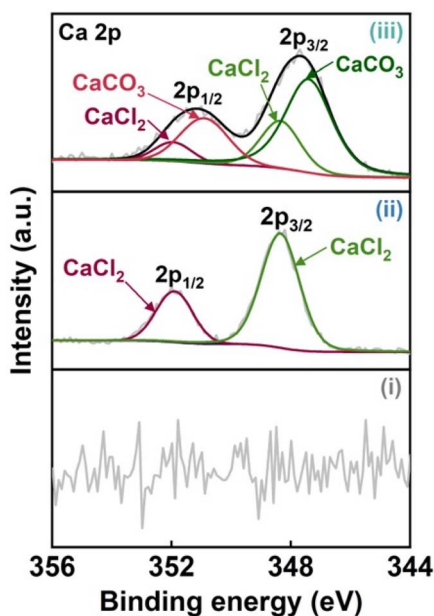 Ca 2p
(iii)
2p3/2
CaCl2
CaCO3
CaCO3
2p1/2
CaCl2
(ii)
2p3/2
CaCl2
2p1/2
CaCl2
(i)
Intensity (a.u.)
356 352 348 344
Binding energy (eV)